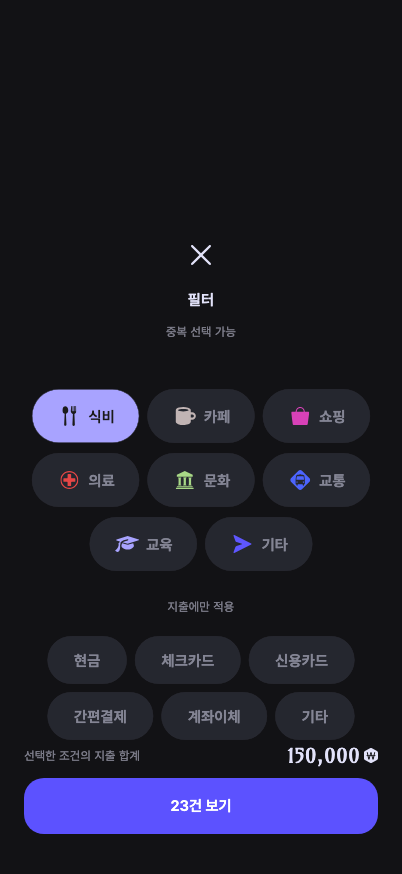 필터
중복 선택 가능
식비 카페 쇼핑
의료 문화 교통
교육 기타
지출에만 적용
현금 체크카드 신용카드
간편결제 계좌이체 기타
선택한 조건의 지출 합계 150,000 ₩
23건 보기